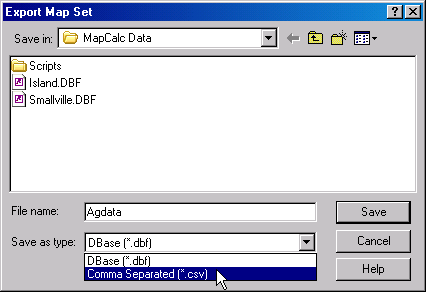 Export Map Set
Save in: MapCalc Data
Scripts
Island.DBF
Smallville.DBF
File name: Agdata
Save
Save as type: DBase (*.dbf)
Cancel
DBase (*.dbf)
Comma Separated (*.csv)
Help